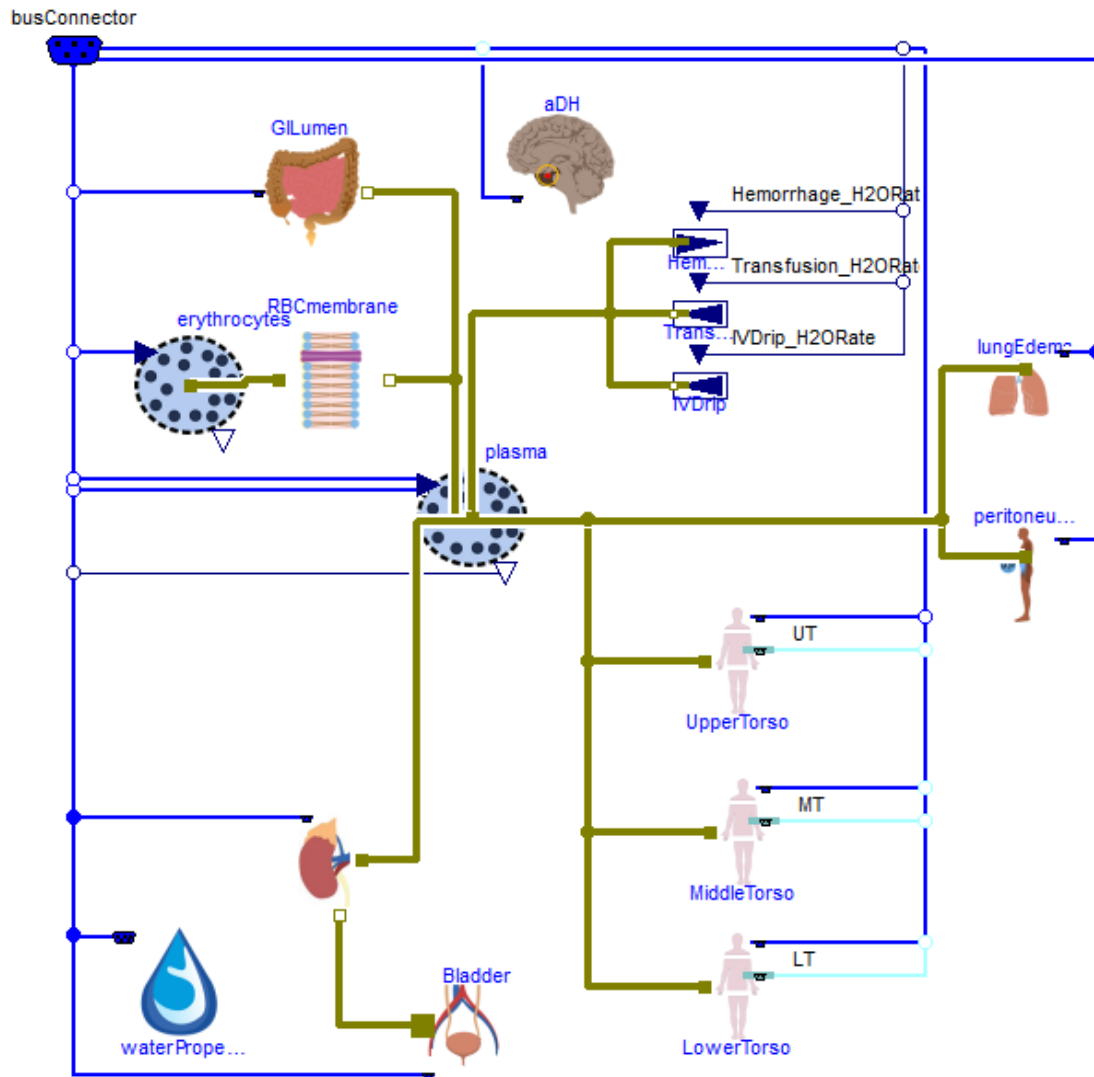 busConnector
aDH
GILumen
Hemorrhage_H2ORat
Hem...
Transfusion_H2ORate
RBCmembrane
erythrocytes
Trans...
IVDrip_H2ORate
lungEdema
IVDrip
plasma
peritoneu...
UT
UpperTorso
MT
MiddleTorso
LT
Bladder
waterPrope...
LowerTorso